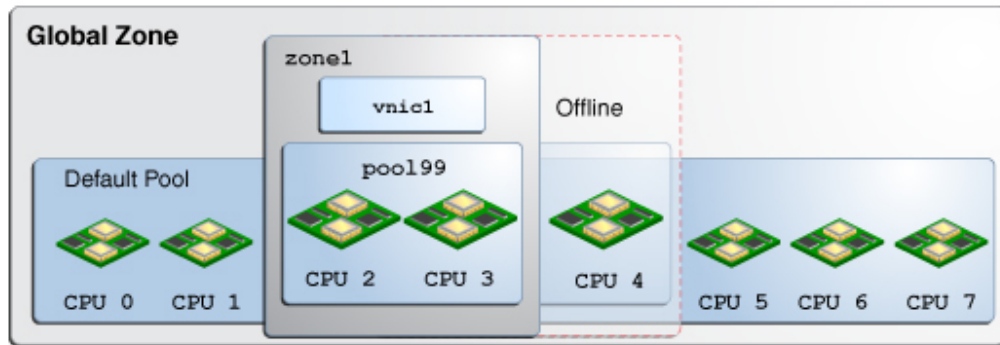 Global Zone
zone1
vnic1
Offline
Default Pool
pool99
CPU 0
CPU 1
CPU 2
CPU 3
CPU 4
CPU 5
CPU 6
CPU 7